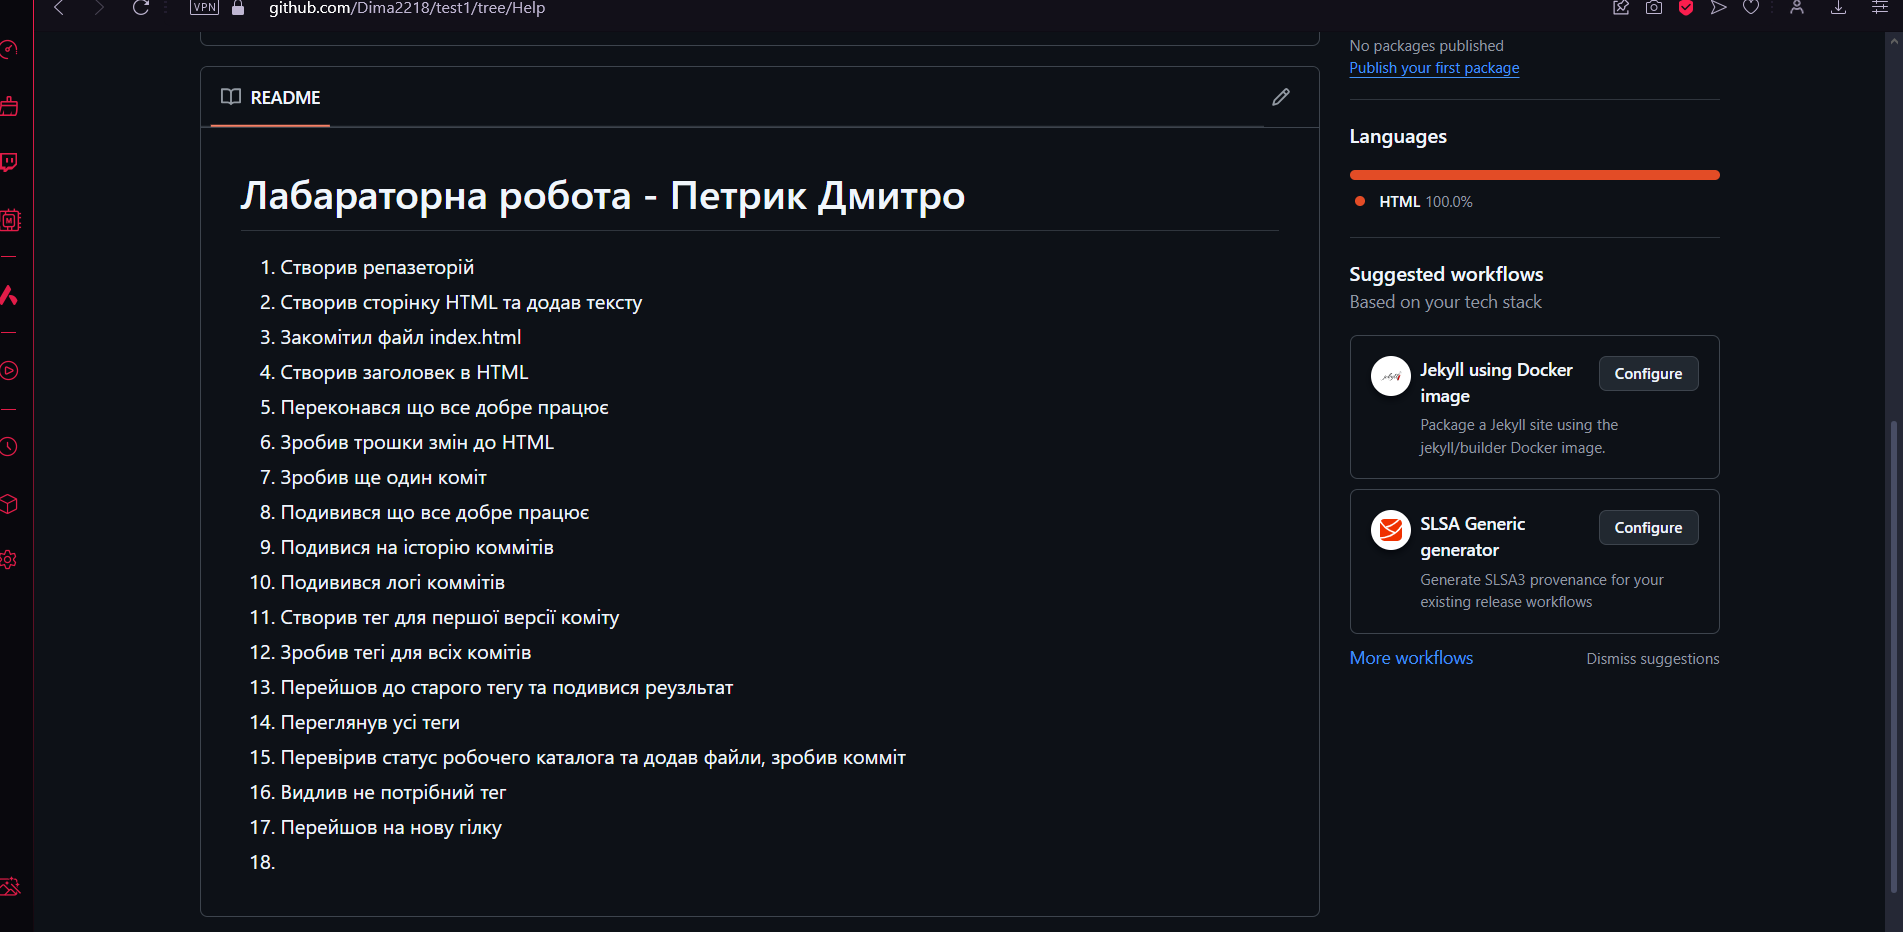 VPN
github.com/Dima2218/test1/tree/Help
README
Лабараторна робота - Петрик Дмитро
1. Створив репазеторій
2. Створив сторінку HTML та додав тексту
3. Закомітил файл index.html
4. Створив заголовек в HTML
5. Переконався що все добре працює
6. Зробив трошки змін до HTML
7. Зробив ще один коміт
8. Подивився що все добре працює
9. Подивися на історію коммітів
10. Подивився логі коммітів
11. Створив тег для першої версії коміту
12. Зробив тегі для всіх комітів
13. Перейшов до старого тегу та подивися реузльтат
14. Переглянув усі теги
15. Перевірив статус робочего каталога та додав файли, зробив комміт
16. Видлив не потрібний тег
17. Перейшов на нову гілку
18.
No packages published
Publish your first package
Languages
HTML 100.0%
Suggested workflows
Based on your tech stack
Jekyll using Docker
image
Configure
Package a Jekyll site using the
jekyll/builder Docker image.
SLSA Generic
generator
Configure
Generate SLSA3 provenance for your
existing release workflows
More workflows
Dismiss suggestions